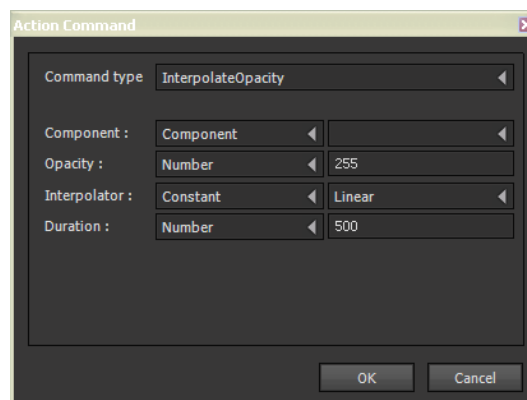 Action Command
Command type InterpolateOpacity
Component : Component
Opacity : Number 255
Interpolator : Constant Linear
Duration : Number 500
OK Cancel